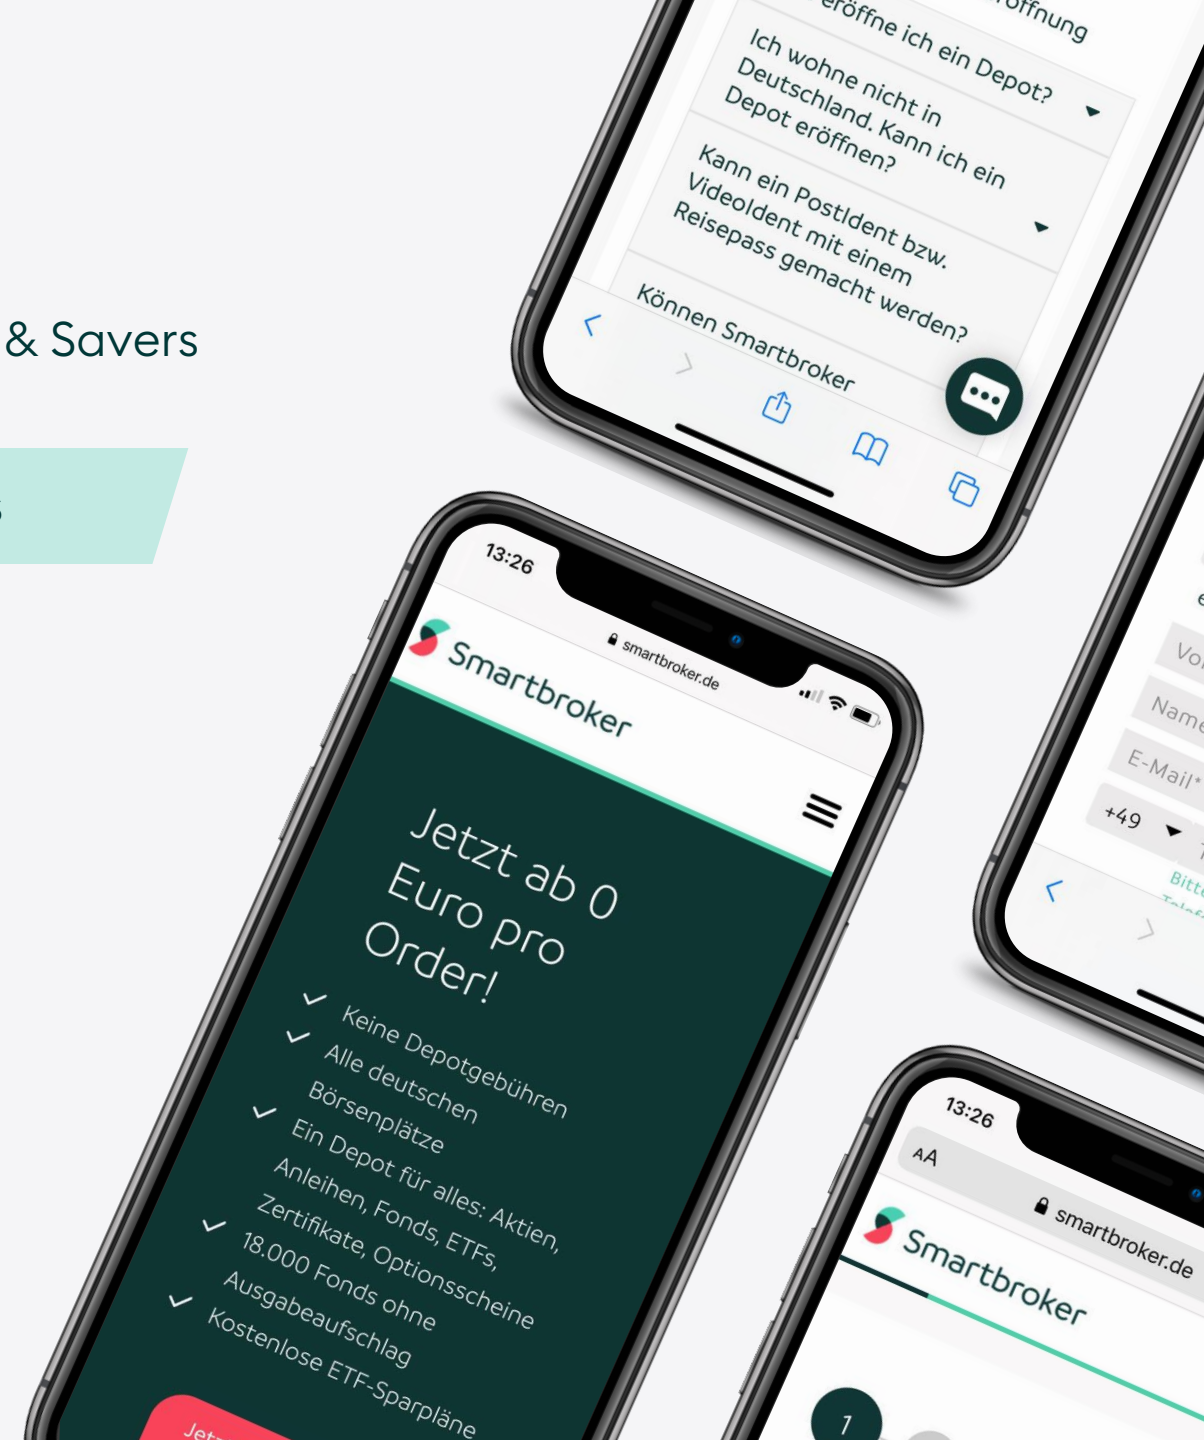 & Savers
s
eröffne ich ein Depot?
Ich wohne nicht in
Deutschland. Kann ich ein
Depot eröffnen?
Kann ein PostIdent bzw.
VideoIdent mit einem
Reisepass gemacht werden?
Können Smartbroker
13:26
smartbroker.de
Smartbroker
Jetzt ab 0
Euro pro
Order!
Keine Depotgebühren
Alle deutschen
Börsenplätze
Ein Depot für alles: Aktien,
Anleihen, Fonds, ETFs,
Zertifikate, Optionsscheine
18.000 Fonds ohne
Ausgabeaufschlag
Kostenlose ETF-Sparpläne
Name
E-Mail*
+49
13:26
AA
smartbroker.de
Smartbroker
1